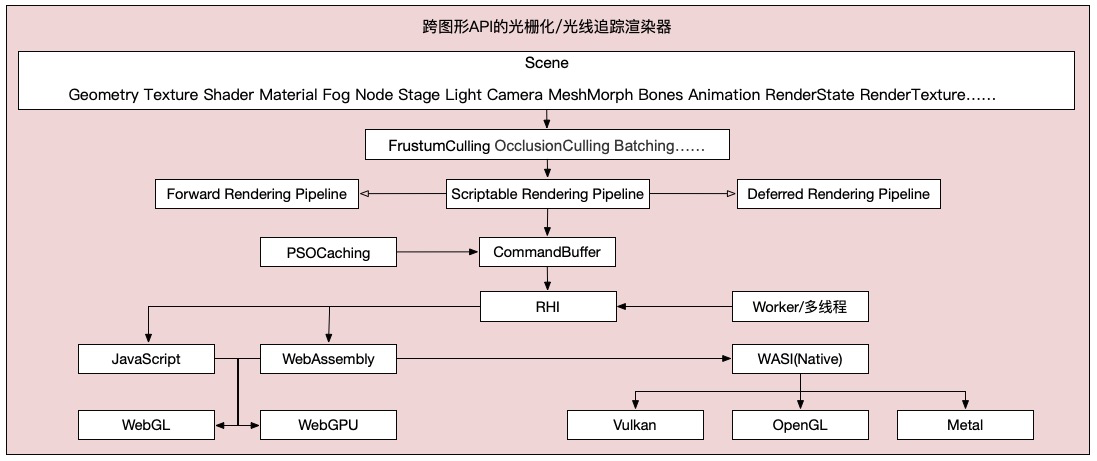 跨图形API的光栅化/光线追踪渲染器
Scene
Geometry Texture Shader Material Fog Node Stage Light Camera MeshMorph Bones Animation RenderState RenderTexture……
FrustumCulling OcclusionCulling Batching……
Forward Rendering Pipeline
Scriptable Rendering Pipeline
Deferred Rendering Pipeline
PSOCaching
CommandBuffer
RHI
Worker/多线程
JavaScript
WebAssembly
WASI(Native)
WebGL
WebGPU
Vulkan
OpenGL
Metal